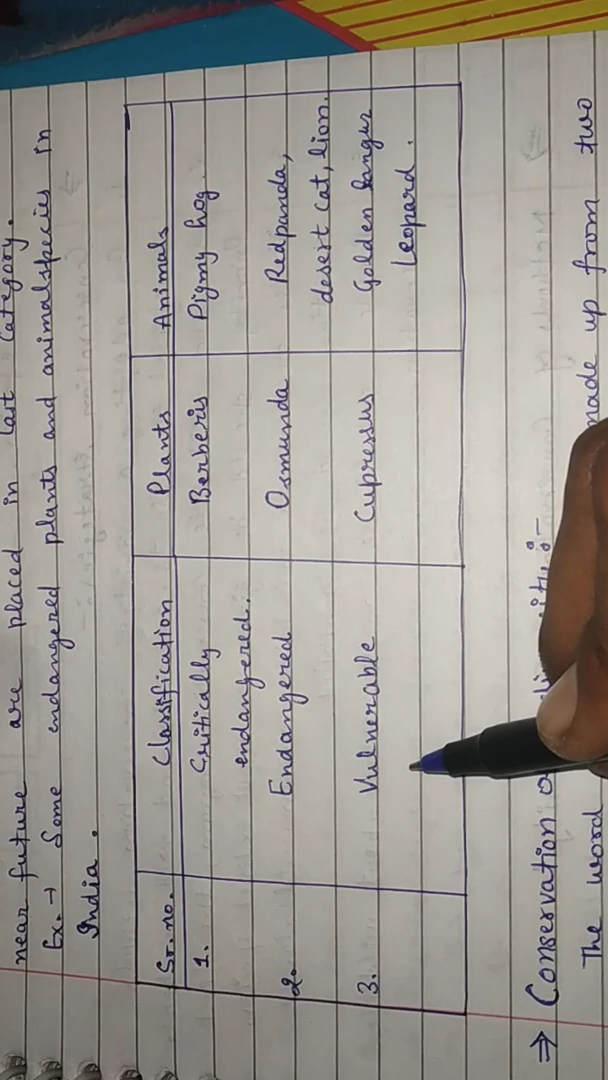 near future are placed in last category.
Ex. → Some endangered plants and animal species in
India.
Sr. no. Classification Plants Animals
1. Critically Berberis Pigmy hog.
endangered.
2. Endangered Osmunda Redpanda,
desert cat, lion.
3. Vulnerable Cupressus Golden langur
Leopard.
⇒ Conservation
The word made up from two